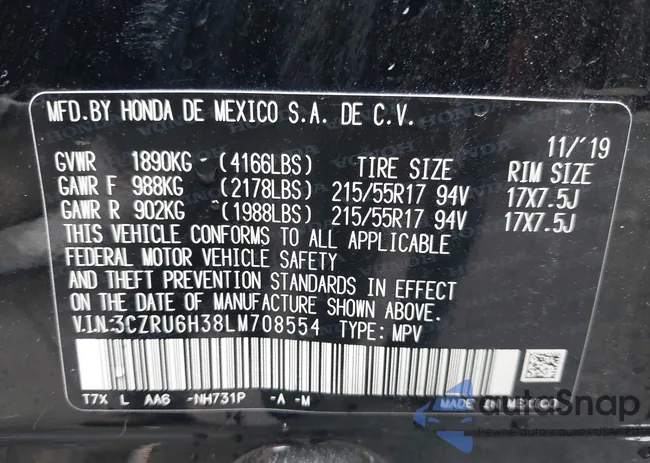 MFD.BY HONDA DE MEXICO S.A. DE C.V.
11/'19
GVWR 1890KG (4166LBS) TIRE SIZE RIM SIZE
GAWR F 988KG (2178LBS) 215/55R17 94V 17X7.5J
GAWR R 902KG (1988LBS) 215/55R17 94V 17X7.5J
THIS VEHICLE CONFORMS TO ALL APPLICABLE
FEDERAL MOTOR VEHICLE SAFETY
AND THEFT PREVENTION STANDARDS IN EFFECT
ON THE DATE OF MANUFACTURE SHOWN ABOVE.
V.I.N:3CZRU6H38LM708554 TYPE: MPV
T7X L AA6 -NH731P -A -M MADE IN MEXICO
autoSnap